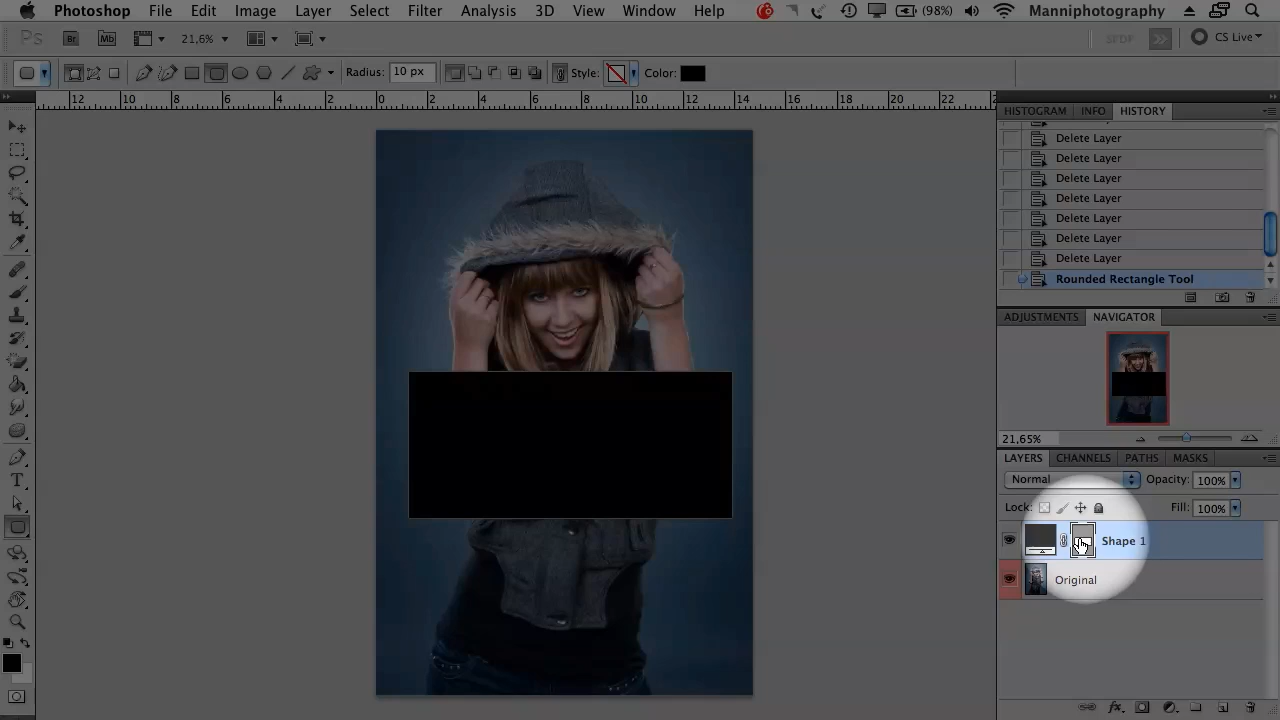 Photoshop File Edit Image Layer Select Filter Analysis 3D View Window Help (98%) Manniphotography
Ps Br Mb 21,6% CS Live
Radius: 10 px Style: Color:
12 10 8 6 4 2 0 2 4 6 8 10 12 14 16 18 20 22
HISTOGRAM INFO HISTORY
Delete Layer
Delete Layer
Delete Layer
Delete Layer
Delete Layer
Delete Layer
Delete Layer
Rounded Rectangle Tool
ADJUSTMENTS NAVIGATOR
21,65%
LAYERS CHANNELS PATHS MASKS
Normal Opacity: 100%
Lock: Fill: 100%
Shape 1
Original